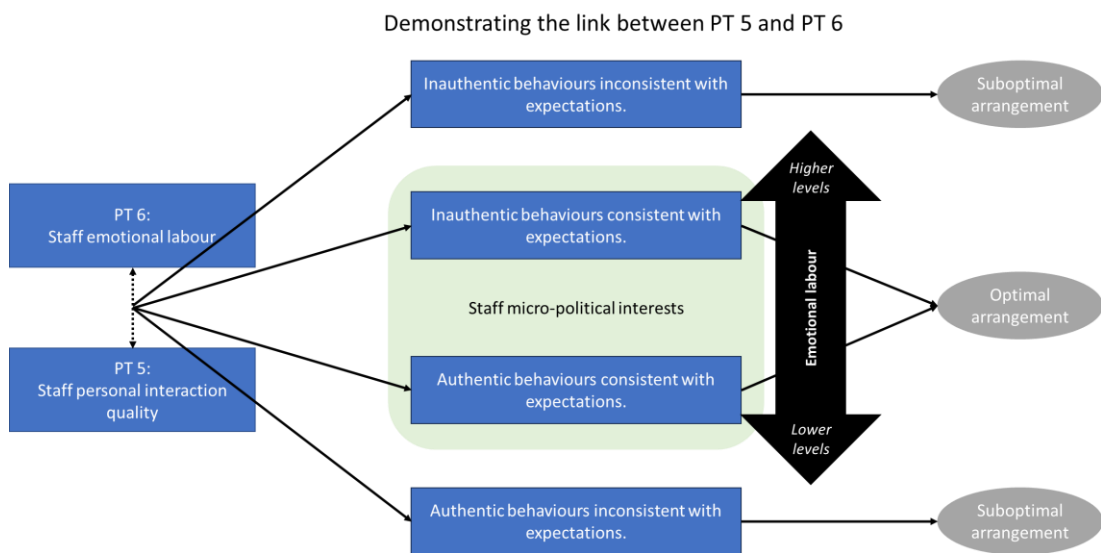 Demonstrating the link between PT 5 and PT 6
Inauthentic behaviours inconsistent with
expectations.
Suboptimal
arrangement
Higher
levels
PT 6:
Staff emotional labour
Inauthentic behaviours consistent with
expectations.
Staff micro-political interests
Emotional labour
Optimal
arrangement
PT 5:
Staff personal interaction
quality
Authentic behaviours consistent with
expectations.
Lower
levels
Authentic behaviours inconsistent with
expectations.
Suboptimal
arrangement